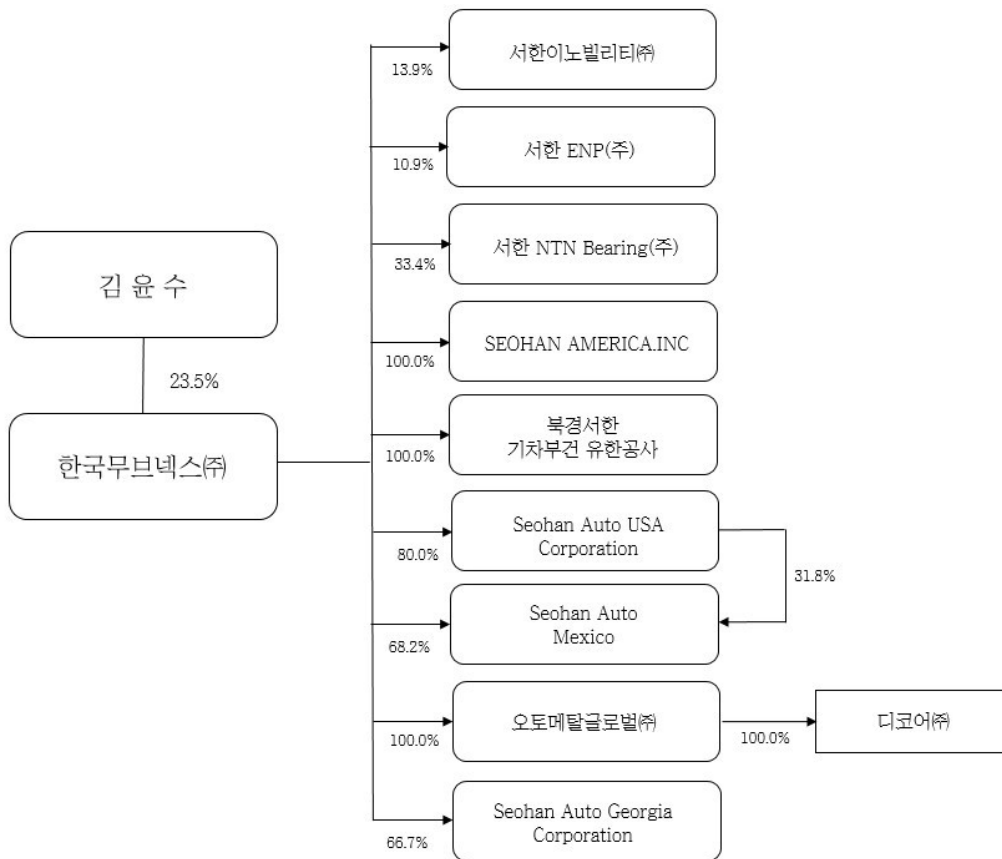 서한이노빌리티㈜
13.9%
서한 ENP(주)
10.9%
서한 NTN Bearing(주)
33.4%
김 윤 수
SEOHAN AMERICA.INC
100.0%
23.5%
북경서한
기차부건 유한공사
100.0%
한국무브넥스㈜
Seohan Auto USA
Corporation
80.0%
31.8%
Seohan Auto
Mexico
68.2%
오토메탈글로벌㈜
100.0%
100.0%
디코어㈜
Seohan Auto Georgia
Corporation
66.7%